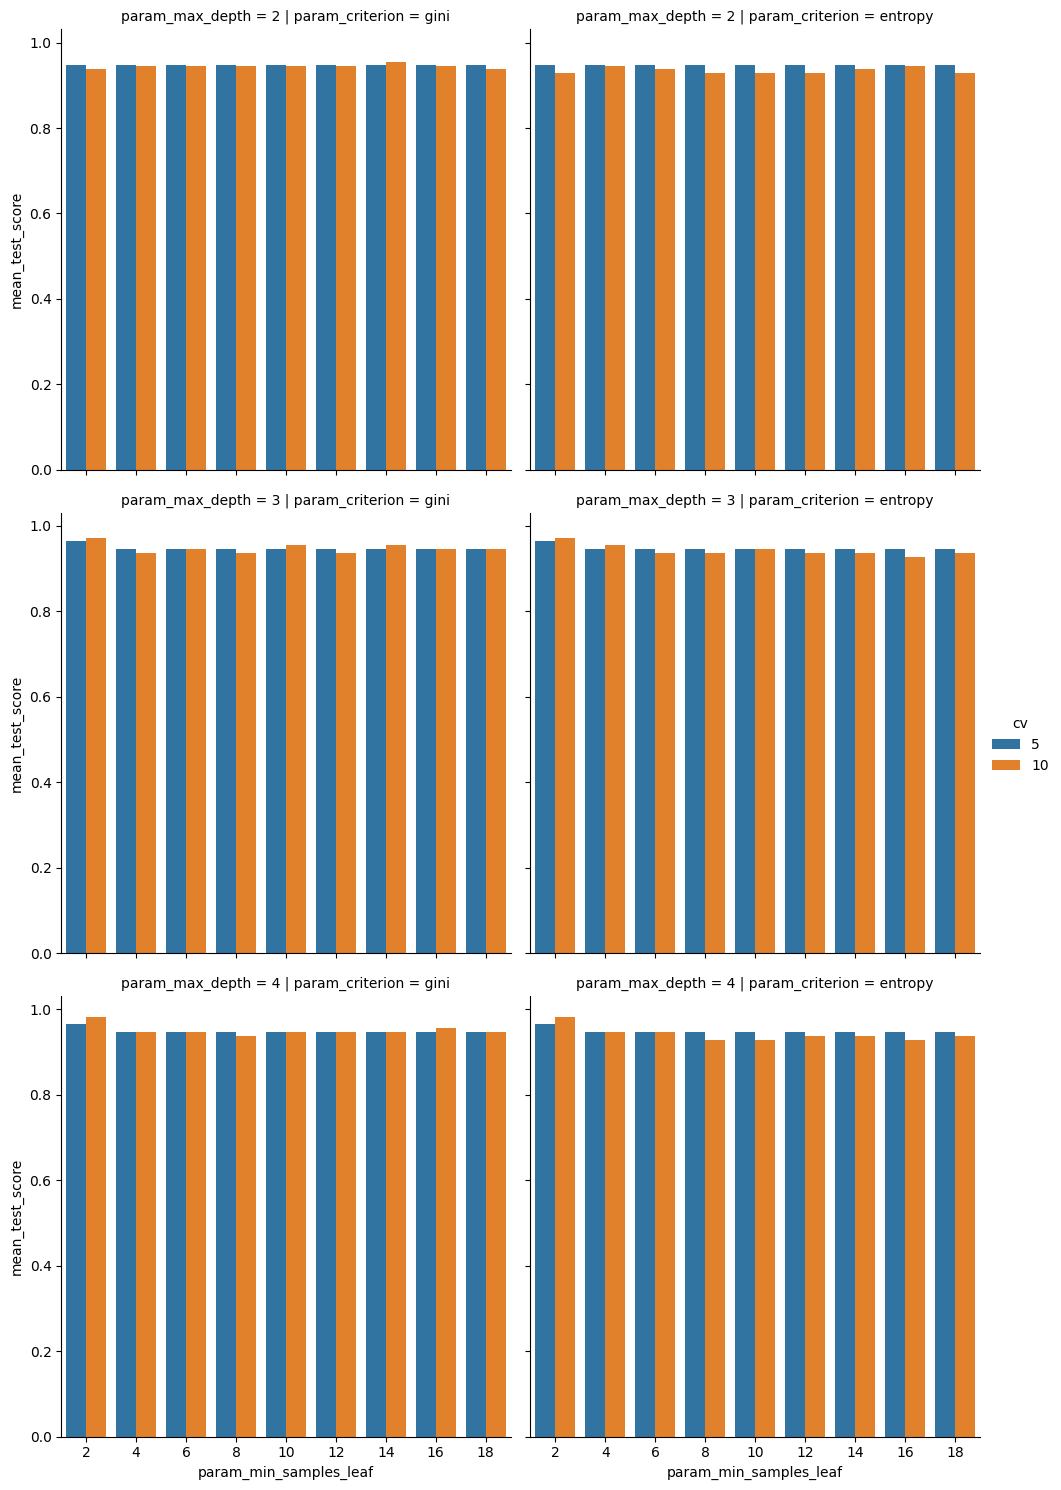 param_max_depth = 2 | param_criterion = gini
param_max_depth = 2 | param_criterion = entropy
1.0
0.8
0.6
0.4
0.2
0.0
mean_test_score
param_max_depth = 3 | param_criterion = gini
param_max_depth = 3 | param_criterion = entropy
1.0
0.8
0.6
0.4
0.2
0.0
mean_test_score
cv
5
10
param_max_depth = 4 | param_criterion = gini
param_max_depth = 4 | param_criterion = entropy
1.0
0.8
0.6
0.4
0.2
0.0
mean_test_score
2 4 6 8 10 12 14 16 18
param_min_samples_leaf
2 4 6 8 10 12 14 16 18
param_min_samples_leaf